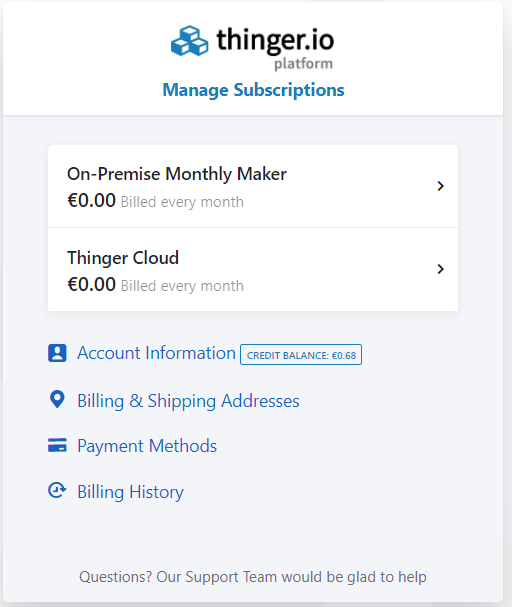 thinger.io
platform
Manage Subscriptions
On-Premise Monthly Maker
€0.00 Billed every month
Thinger Cloud
€0.00 Billed every month
Account Information CREDIT BALANCE: €0.68
Billing & Shipping Addresses
Payment Methods
Billing History
Questions? Our Support Team would be glad to help